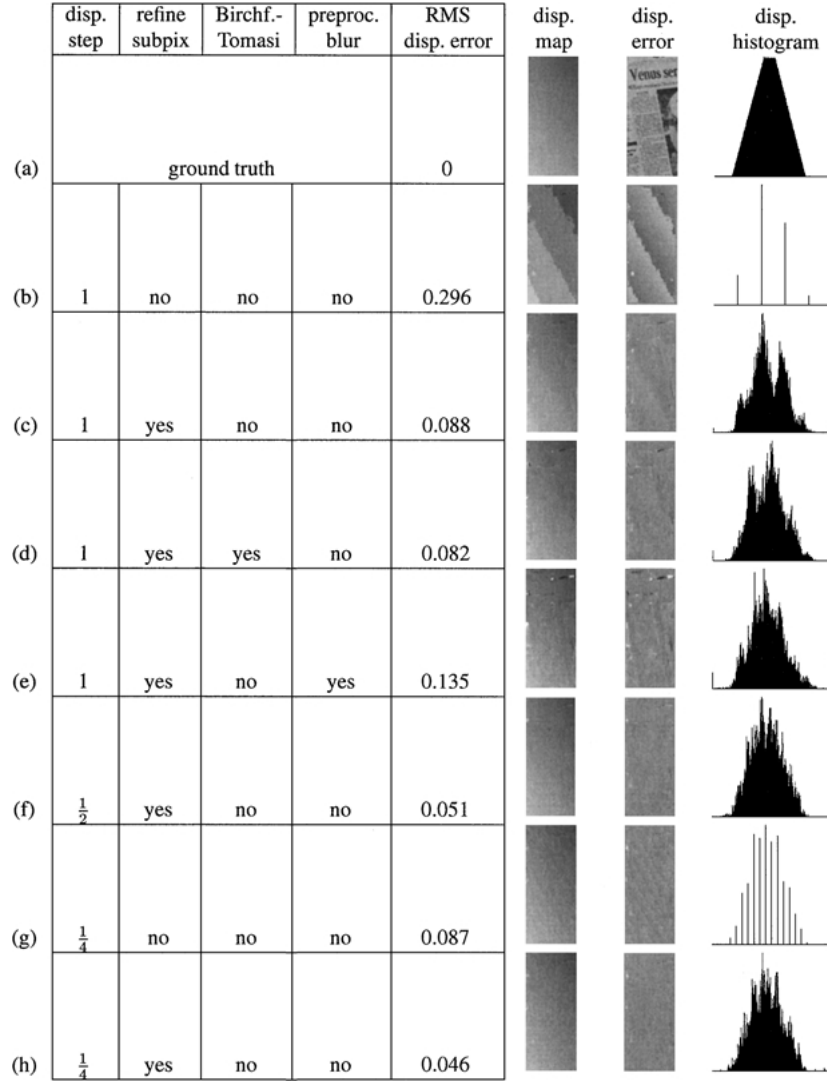 disp. step refine subpix Birchf.-Tomasi preproc. blur RMS disp. error disp. map disp. error disp. histogram
Venus
(a) ground truth 0
(b) 1 no no no 0.296
(c) 1 yes no no 0.088
(d) 1 yes yes no 0.082
(e) 1 yes no yes 0.135
(f) 1/2 yes no no 0.051
(g) 1/4 no no no 0.087
(h) 1/4 yes no no 0.046